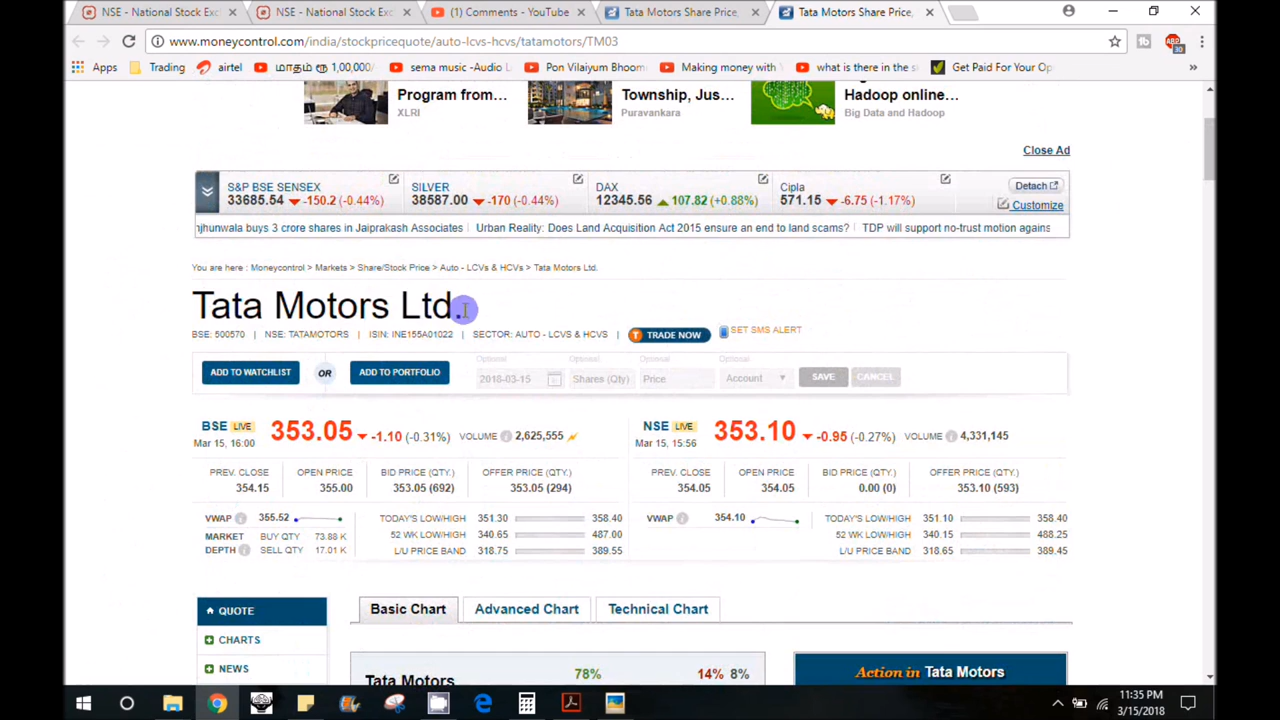 NSE - National Stock Exc
NSE - National Stock Exc
(1) Comments - YouTube
Tata Motors Share Price,
Tata Motors Share Price,
www.moneycontrol.com/india/stockpricequote/auto-lcvs-hcvs/tatamotors/TM03
Apps Trading airtel மாதம் ரூ 1,00,000/ sema music -Audio L Pon Vilaiyum Bhoom Making money with what is there in the s Get Paid For Your Op
Program from... Township, Jus... Hadoop online...
XLRI Puravankara Big Data and Hadoop
Close Ad
S&P BSE SENSEX SILVER DAX Cipla Detach
33685.54 -150.2 (-0.44%) 38587.00 -170 (-0.44%) 12345.56 107.82 (+0.88%) 571.15 -6.75 (-1.17%) Customize
njhunwala buys 3 crore shares in Jaiprakash Associates | Urban Reality: Does Land Acquisition Act 2015 ensure an end to land scams? | TDP will support no-trust motion agains
You are here : Moneycontrol > Markets > Share/Stock Price > Auto - LCVs & HCVs > Tata Motors Ltd.
Tata Motors Ltd.
BSE: 500570 | NSE: TATAMOTORS | ISIN: INE155A01022 | SECTOR: AUTO - LCVS & HCVS | TRADE NOW SET SMS ALERT
Optional Optional Optional Optional
ADD TO WATCHLIST OR ADD TO PORTFOLIO 2018-03-15 Shares (Qty) Price Account SAVE CANCEL
BSE LIVE 353.05 -1.10 (-0.31%) VOLUME 2,625,555
Mar 15, 16:00
PREV. CLOSE OPEN PRICE BID PRICE (QTY.) OFFER PRICE (QTY.)
354.15 355.00 353.05 (692) 353.05 (294)
VWAP 355.52 TODAY'S LOW/HIGH 351.30 358.40
MARKET BUY QTY 73.88 K 52 WK LOW/HIGH 340.65 487.00
DEPTH SELL QTY 17.01 K L/U PRICE BAND 318.75 389.55
NSE LIVE 353.10 -0.95 (-0.27%) VOLUME 4,331,145
Mar 15, 15:56
PREV. CLOSE OPEN PRICE BID PRICE (QTY.) OFFER PRICE (QTY.)
354.05 354.05 0.00 (0) 353.10 (593)
VWAP 354.10 TODAY'S LOW/HIGH 351.10 358.40
52 WK LOW/HIGH 340.15 488.25
L/U PRICE BAND 318.65 389.45
QUOTE
CHARTS
NEWS
Basic Chart Advanced Chart Technical Chart
Tata Motors 78% 14% 8%
Action in Tata Motors
11:35 PM
3/15/2018